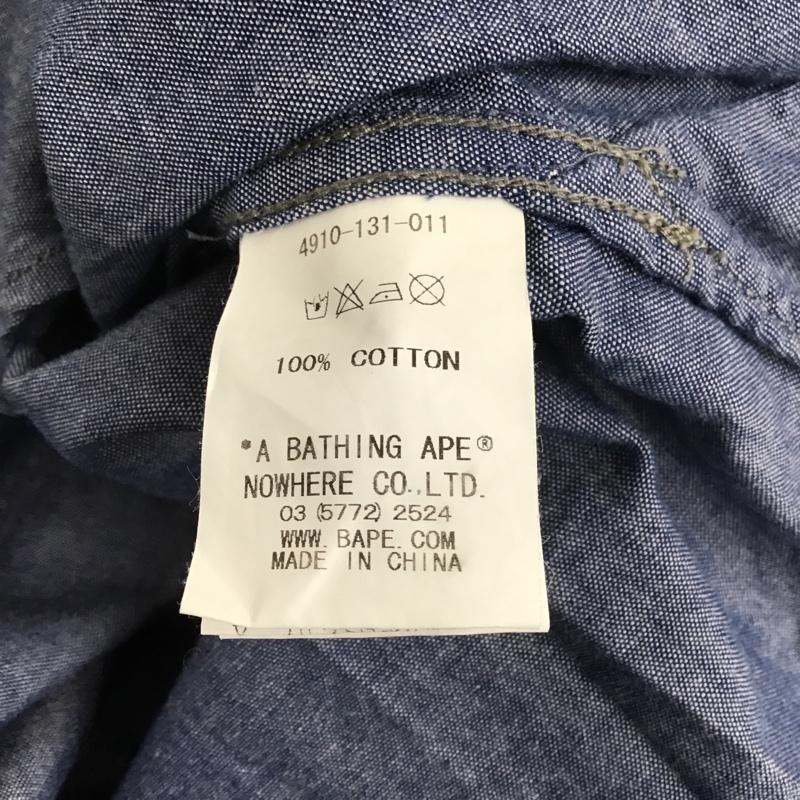 4910-131-011
100% COTTON
*A BATHING APE®
NOWHERE CO.,LTD.
03 (5772) 2524
WWW. BAPE. COM
MADE IN CHINA